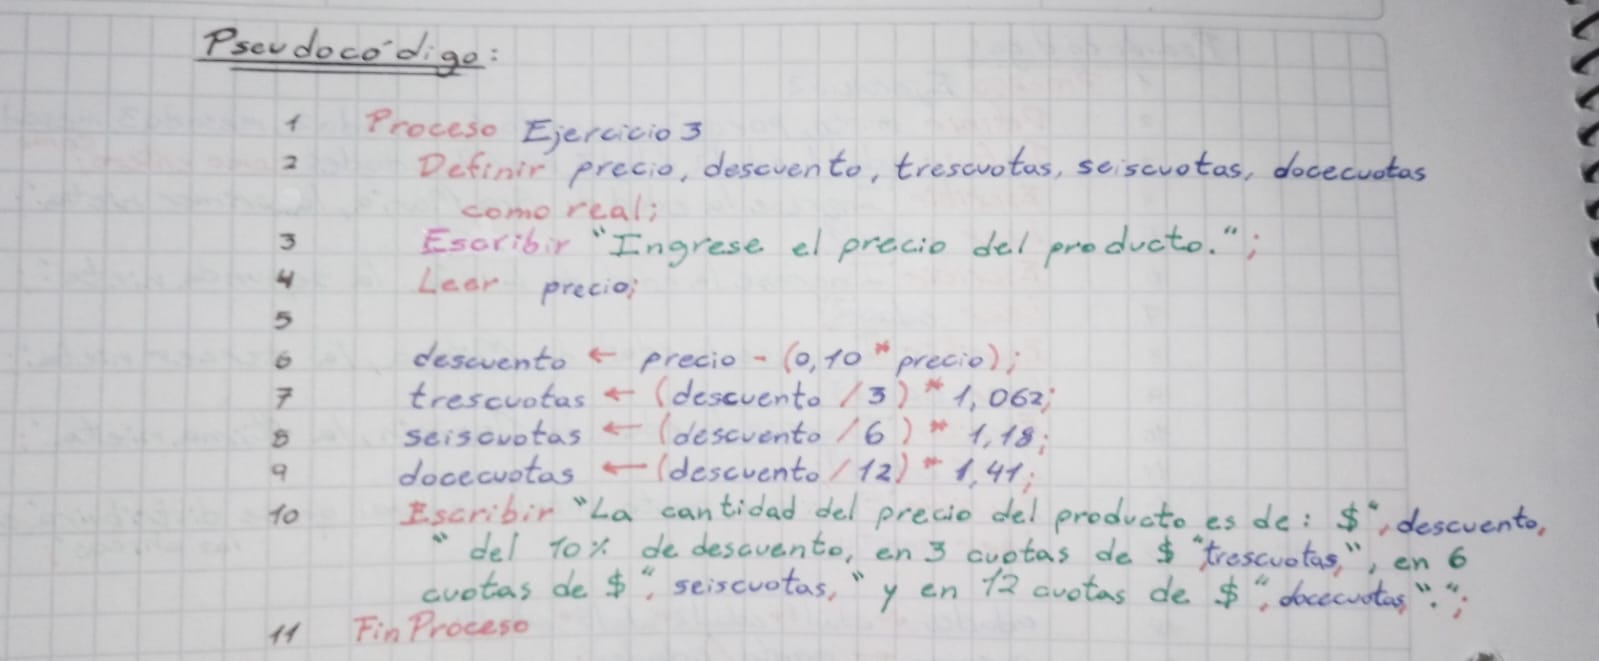 Pseudocódigo:
1 Proceso Ejercicio 3
2 Definir precio, descuento, trescuotas, seiscuotas, docecuotas
como real;
3 Escribir "Ingrese el precio del producto.";
4 Leer precio;
5
6 descuento ← precio - (0,10 * precio);
7 trescuotas ← (descuento / 3) * 1,062;
8 seiscuotas ← (descuento / 6) * 1,18;
9 docecuotas ← (descuento / 12) * 1,41;
10 Escribir "La cantidad del precio del producto es de: $", descuento,
" del 10% de descuento, en 3 cuotas de $ ",trescuotas,", en 6
cuotas de $", seiscuotas," y en 12 cuotas de $", docecuotas,".";
11 FinProceso